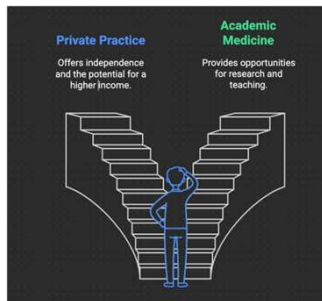 Private Practice
Offers independence
and the potential for a
higher income.
Academic
Medicine
Provides opportunities
for research and
teaching.